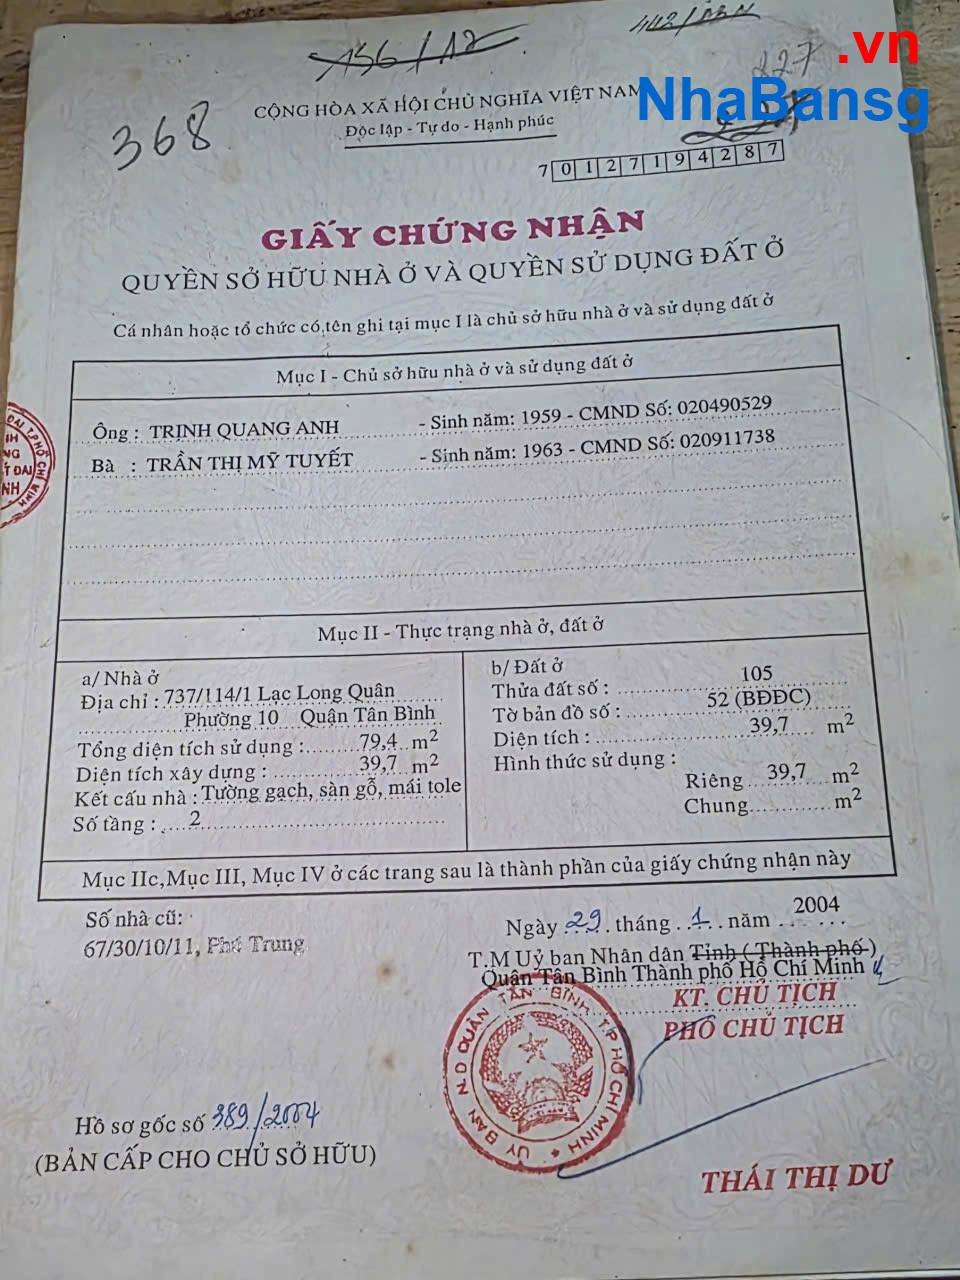 156/12
442/
.vn
NhaBansg
227
368
CỘNG HÒA XÃ HỘI CHỦ NGHĨA VIỆT NAM
Độc lập - Tự do - Hạnh phúc
7 0 1 2 7 1 9 4 2 8 7
GIẤY CHỨNG NHẬN
QUYỀN SỞ HỮU NHÀ Ở VÀ QUYỀN SỬ DỤNG ĐẤT Ở
Cá nhân hoặc tổ chức có tên ghi tại mục I là chủ sở hữu nhà ở và sử dụng đất ở
Mục I - Chủ sở hữu nhà ở và sử dụng đất ở
Ông : TRỊNH QUANG ANH - Sinh năm: 1959 - CMND Số: 020490529
Bà : TRẦN THỊ MỸ TUYẾT - Sinh năm: 1963 - CMND Số: 020911738
Mục II - Thực trạng nhà ở, đất ở
a/ Nhà ở
Địa chỉ : 737/114/1 Lạc Long Quân
Phường 10 Quận Tân Bình
Tổng diện tích sử dụng : 79,4 m2
Diện tích xây dựng : 39,7 m2
Kết cấu nhà : Tường gạch, sàn gỗ, mái tole
Số tầng : 2
b/ Đất ở
Thửa đất số : 105
Tờ bản đồ số : 52 (BĐĐC)
Diện tích : 39,7 m2
Hình thức sử dụng :
Riêng 39,7 m2
Chung m2
Mục IIc, Mục III, Mục IV ở các trang sau là thành phần của giấy chứng nhận này
Số nhà cũ:
67/30/10/11, Phú Trung
Ngày 29 tháng 1 năm 2004
T.M Uỷ ban Nhân dân Tỉnh ( Thành phố )
Quận Tân Bình Thành phố Hồ Chí Minh
KT. CHỦ TỊCH
PHÓ CHỦ TỊCH
ỦY BAN N.D QUẬN TÂN BÌNH T.P HỒ CHÍ MINH
Hồ sơ gốc số 389/2004
(BẢN CẤP CHO CHỦ SỞ HỮU)
THÁI THỊ DƯ